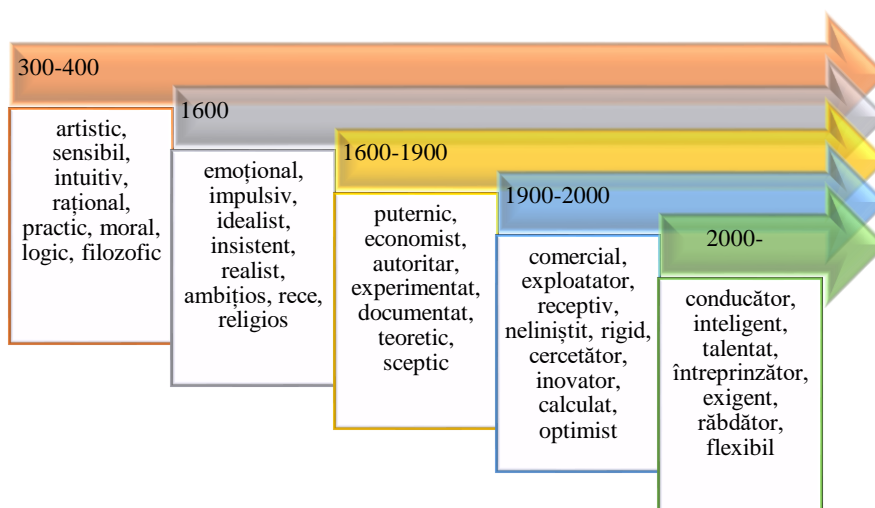 300-400
artistic,
sensibil,
intuitiv,
rațional,
practic, moral,
logic, filozofic
1600
emoțional,
impulsiv,
idealist,
insistent,
realist,
ambițios, rece,
religios
1600-1900
puternic,
economist,
autoritar,
experimentat,
documentat,
teoretic,
sceptic
1900-2000
comercial,
exploatator,
receptiv,
neliniștit, rigid,
cercetător,
inovator,
calculat,
optimist
2000-
conducător,
inteligent,
talentat,
întreprinzător,
exigent,
răbdător,
flexibil